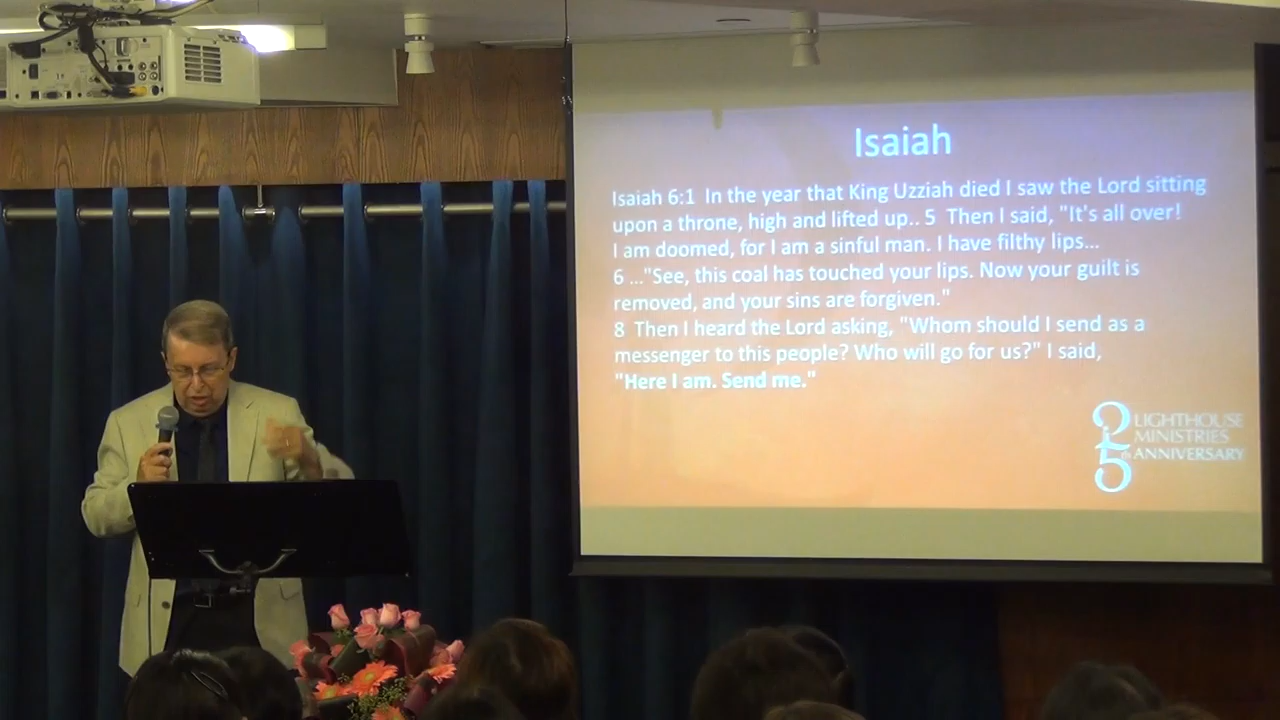 Isaiah
Isaiah 6:1 In the year that King Uzziah died I saw the Lord sitting
upon a throne, high and lifted up.. 5 Then I said, "It's all over!
I am doomed, for I am a sinful man. I have filthy lips...
6 ..."See, this coal has touched your lips. Now your guilt is
removed, and your sins are forgiven."
8 Then I heard the Lord asking, "Whom should I send as a
messenger to this people? Who will go for us?" I said,
"Here I am. Send me."
25th
LIGHTHOUSE
MINISTRIES
ANNIVERSARY